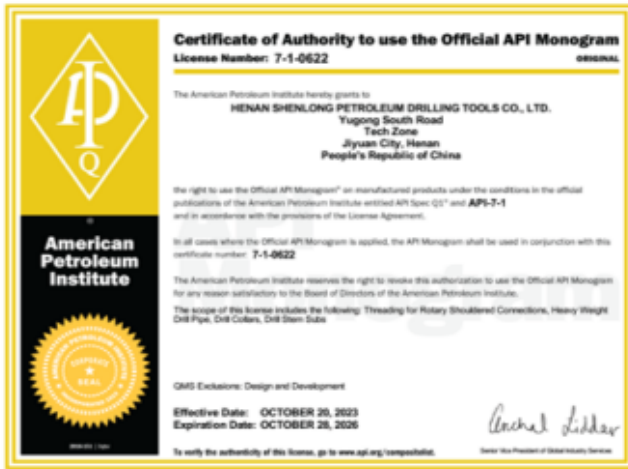 Certificate of Authority to use the Official API Monogram
License Number: 7-1-0622
ORIGINAL
The American Petroleum Institute hereby grants to
HENAN SHENLONG PETROLEUM DRILLING TOOLS CO., LTD.
Yugong South Road
Tech Zone
Jiyuan City, Henan
People's Republic of China
the right to use the Official API Monogram® on manufactured products under the conditions in the official
publications of the American Petroleum Institute entitled API Spec Q1® and API-7-1
and in accordance with the provisions of the License Agreement.
In all cases where the Official API Monogram is applied, the API Monogram shall be used in conjunction with this
certificate number: 7-1-0622
The American Petroleum Institute reserves the right to revoke this authorization to use the Official API Monogram
for any reason satisfactory to the Board of Directors of the American Petroleum Institute.
The scope of this license includes the following: Threading for Rotary Shouldered Connections, Heavy Weight
Drill Pipe, Drill Collars, Drill Stem Subs
QMS Exclusions: Design and Development
Effective Date: OCTOBER 20, 2023
Expiration Date: OCTOBER 28, 2026
To verify the authenticity of this license, go to www.api.org/compositelist.
Senior Vice President of Global Industry Services
API
Q
American
Petroleum
Institute
AMERICAN PETROLEUM INSTITUTE
CORPORATE
SEAL